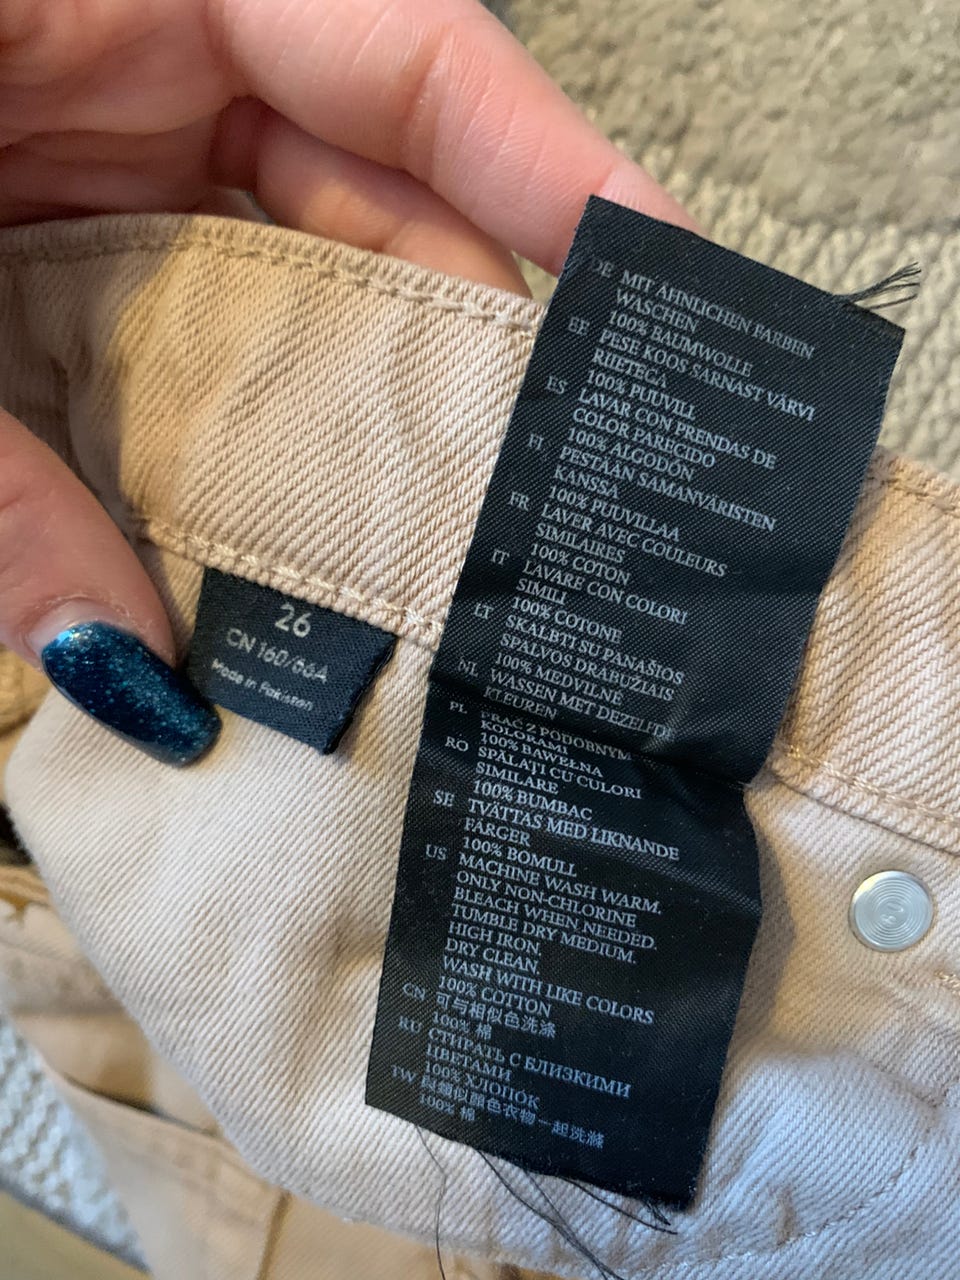 26
CN 160/66A
Made in Pakistan
DE MIT ÄHNLICHEN FARBEN
WASCHEN
100% BAUMWOLLE
EE PESE KOOS SARNAST VÄRVI
RIIETEGA
100% PUUVILL
ES LAVAR CON PRENDAS DE
COLOR PARECIDO
100% ALGODÓN
FI PESTÄÄN SAMANVÄRISTEN
KANSSA
100% PUUVILLAA
FR LAVER AVEC COULEURS
SIMILAIRES
100% COTON
IT LAVARE CON COLORI
SIMILI
100% COTONE
LT SKALBTI SU PANAŠIOS
SPALVOS DRABUŽIAIS
100% MEDVILNĖ
NL WASSEN MET DEZELFDE
KLEUREN
PL PRAĆ Z PODOBNYM
KOLORAMI
100% BAWEŁNA
RO SPĂLAȚI CU CULORI
SIMILARE
100% BUMBAC
SE TVÄTTAS MED LIKNANDE
FÄRGER
100% BOMULL
US MACHINE WASH WARM.
ONLY NON-CHLORINE
BLEACH WHEN NEEDED.
TUMBLE DRY MEDIUM.
HIGH IRON
DRY CLEAN.
WASH WITH LIKE COLORS
100% COTTON
CN 可与相似色洗涤
100% 棉
RU СТИРАТЬ С БЛИЗКИМИ
ЦВЕТАМИ
100% ХЛОПОК
TW 與類似顏色衣物一起洗滌
100% 棉